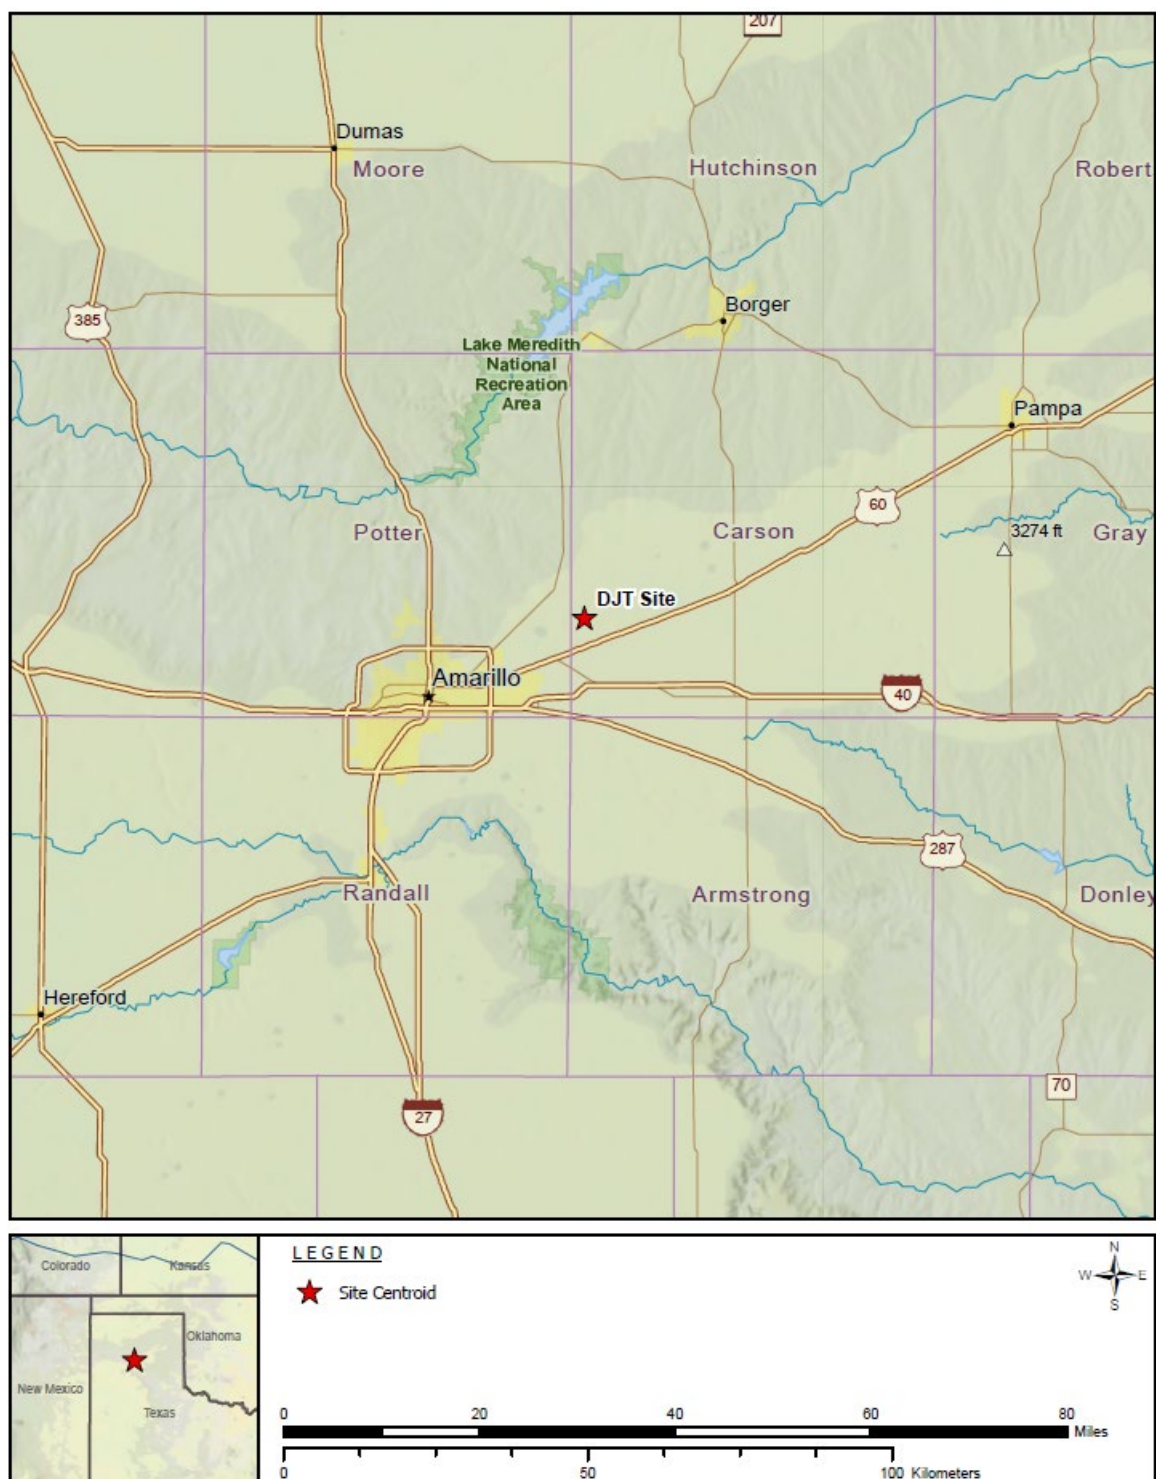 207
Dumas
Moore
Hutchinson
Robert
385
Borger
Lake Meredith
National
Recreation
Area
Pampa
60
Potter
Carson
3274 ft
Gray
DJT Site
Amarillo
40
287
Randall
Armstrong
Donley
Hereford
70
27
Colorado
Kansas
Oklahoma
New Mexico
Texas
LEGEND
Site Centroid
N
W E
S
0 20 40 60 80
Miles
0 50 100 Kilometers